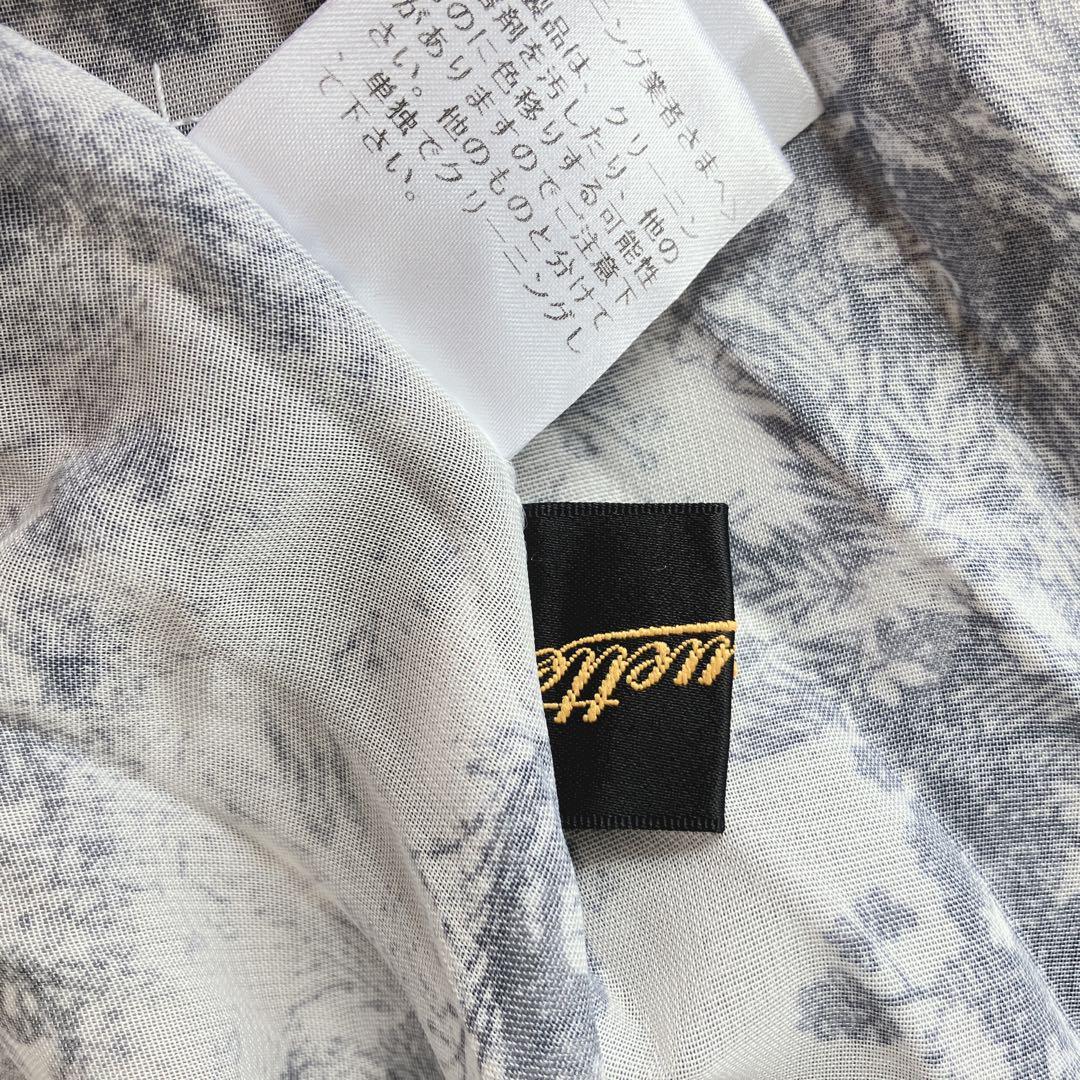 ニング業者さまへ>
製品は、クリーニン
溶剤を汚したり、他の
のに色移りする可能性
がありますのでご注意下
さい。他のものと分けて
単独でクリーニングし
て下さい。
uette